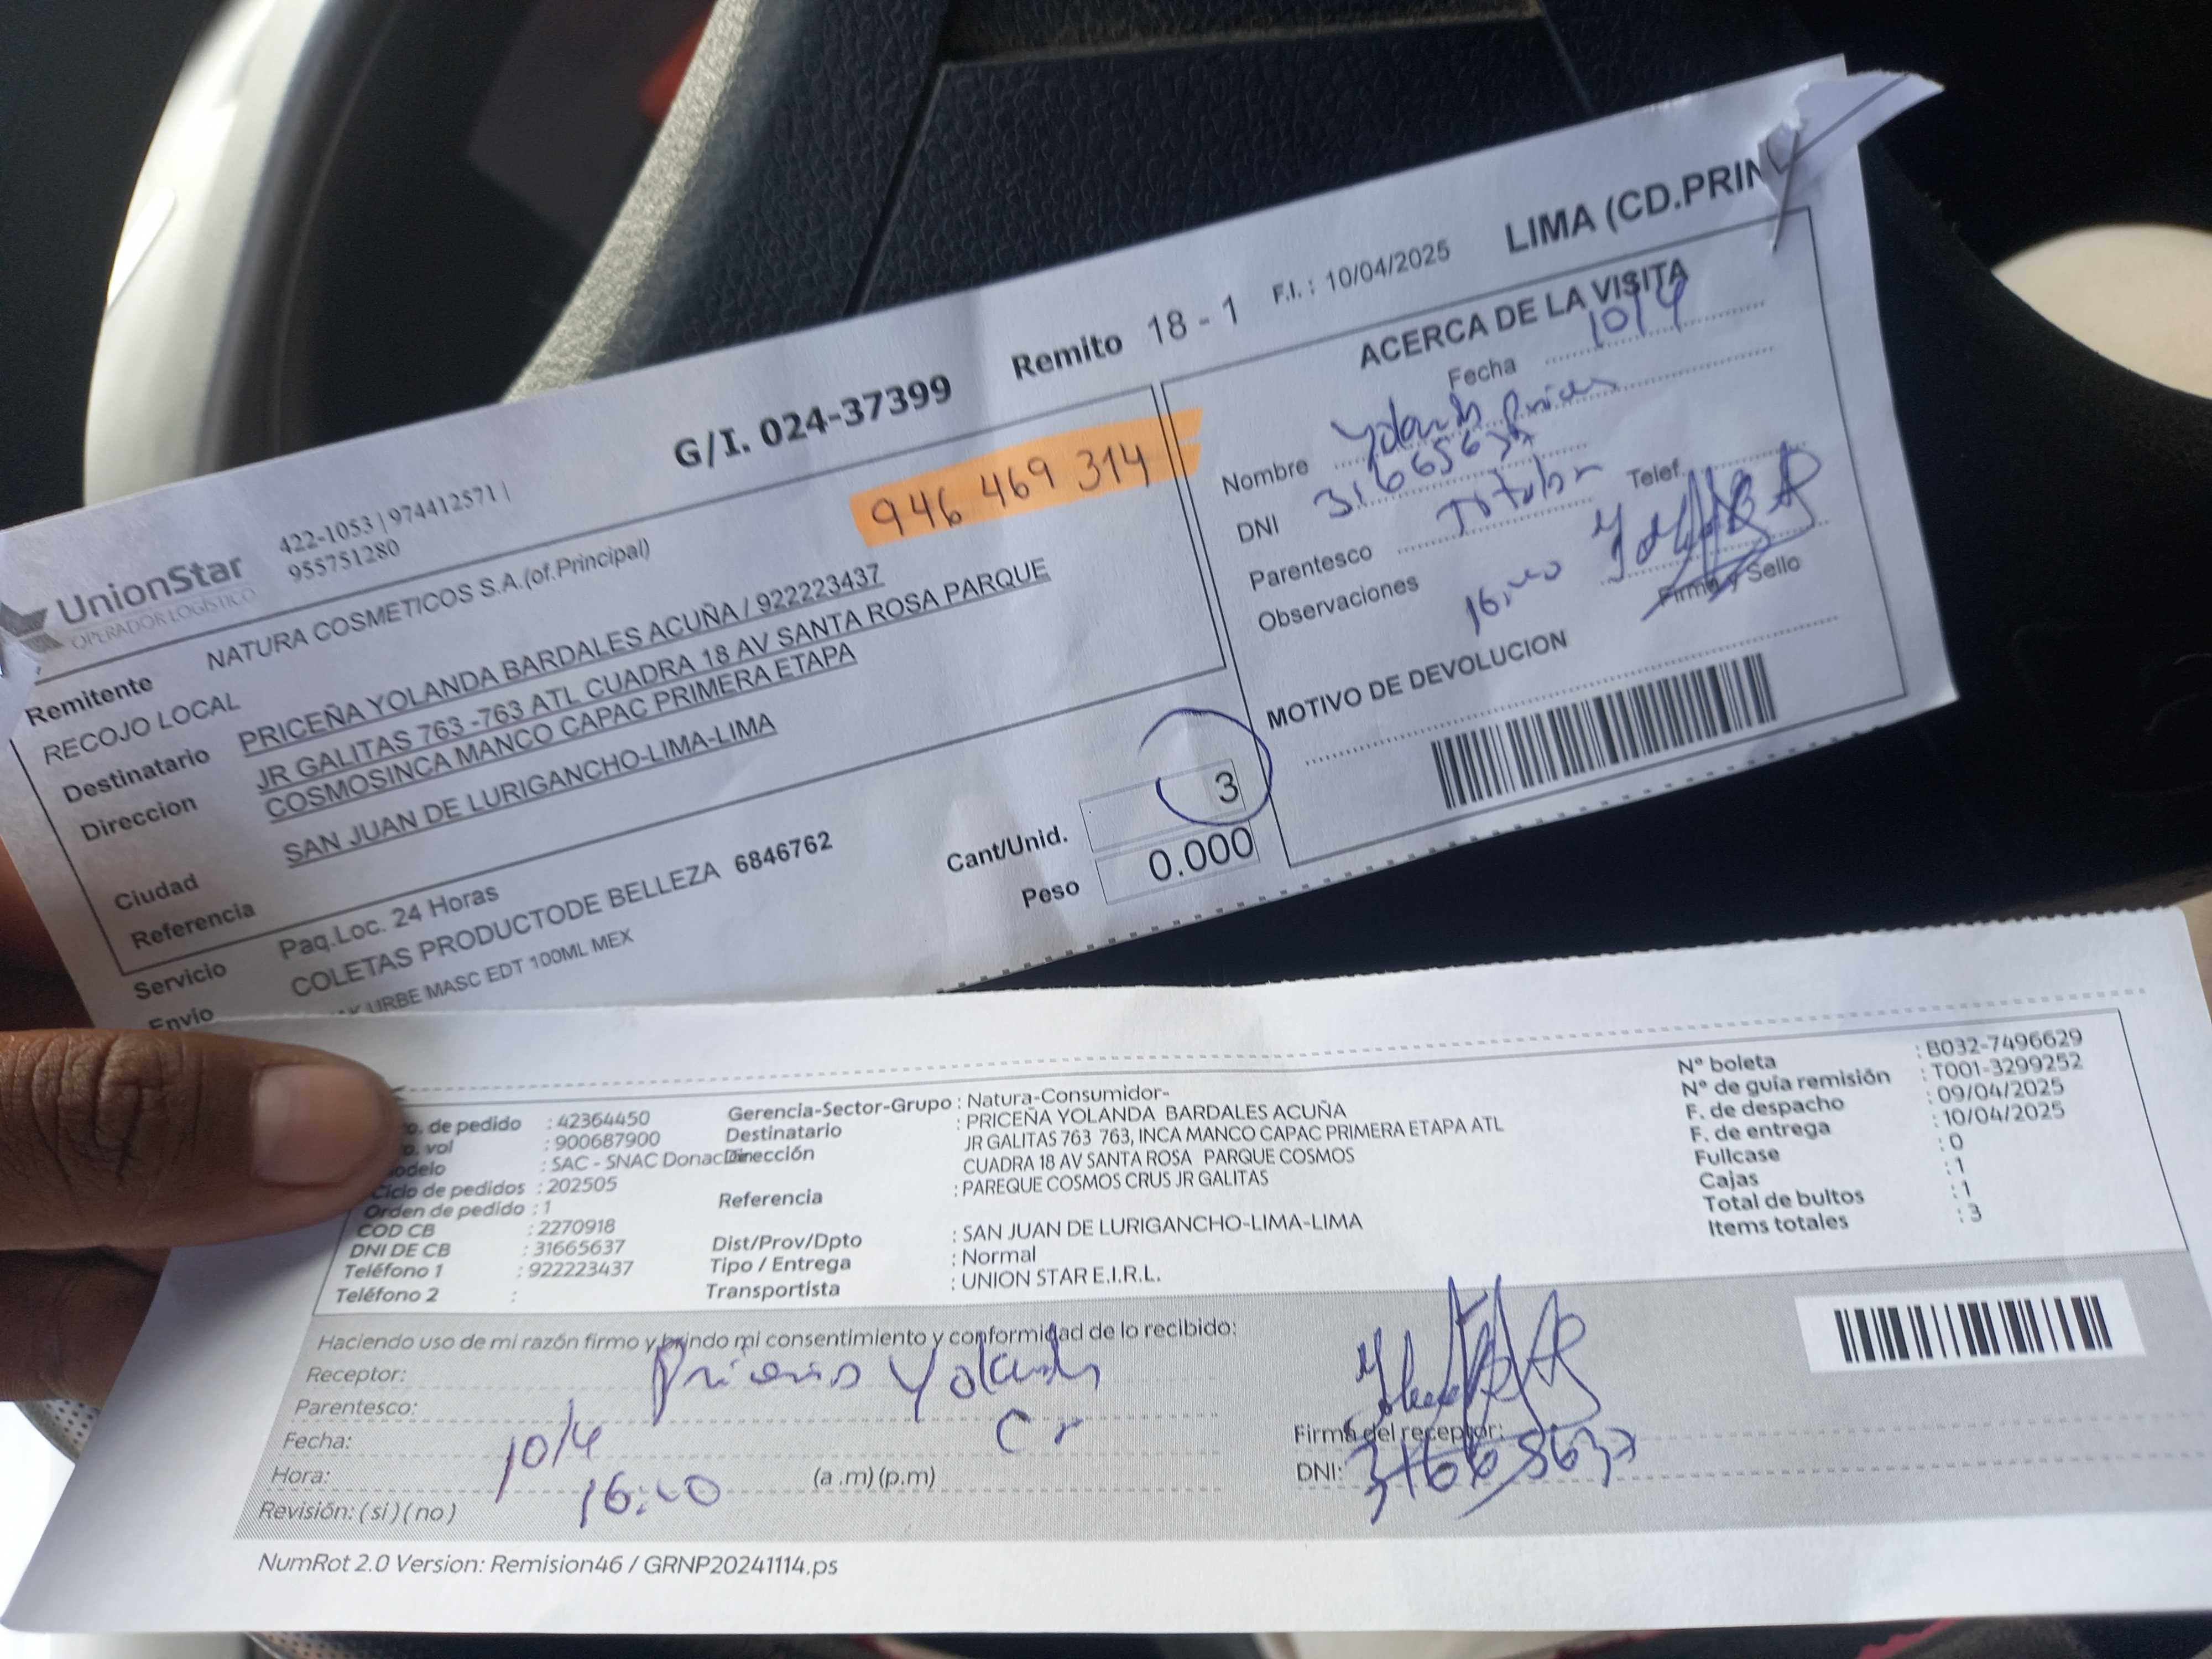 G/I. 024-37399 Remito 18 - 1 F.I. : 10/04/2025 LIMA (CD.PRIN
UnionStar
OPERADOR LOGÍSTICO
422-1053 | 974412571 |
955751280
946 469 314
Remitente NATURA COSMETICOS S.A.(of.Principal)
RECOJO LOCAL
Destinatario PRICEÑA YOLANDA BARDALES ACUÑA / 922223437
Direccion JR GALITAS 763 -763 ATL CUADRA 18 AV SANTA ROSA PARQUE
COSMOSINCA MANCO CAPAC PRIMERA ETAPA
Ciudad SAN JUAN DE LURIGANCHO-LIMA-LIMA
Referencia
Servicio Paq.Loc. 24 Horas
Envio COLETAS PRODUCTODE BELLEZA 6846762
URBE MASC EDT 100ML MEX
Cant/Unid. 3
Peso 0.000
ACERCA DE LA VISITA
Fecha 10/4
Nombre Yolanda
DNI 31665637
Parentesco Titular Telef.
Observaciones
Firma y Sello
MOTIVO DE DEVOLUCION
o. de pedido : 42364450
o. vol : 900687900
odelo : SAC - SNAC Donac
Ciclo de pedidos : 202505
Orden de pedido : 1
COD CB : 2270918
DNI DE CB : 31665637
Teléfono 1 : 922223437
Teléfono 2 :
Gerencia-Sector-Grupo : Natura-Consumidor-
Destinatario : PRICEÑA YOLANDA BARDALES ACUÑA
Dirección JR GALITAS 763 763, INCA MANCO CAPAC PRIMERA ETAPA ATL
CUADRA 18 AV SANTA ROSA PARQUE COSMOS
Referencia : PAREQUE COSMOS CRUS JR GALITAS
Dist/Prov/Dpto : SAN JUAN DE LURIGANCHO-LIMA-LIMA
Tipo / Entrega : Normal
Transportista : UNION STAR E.I.R.L.
N° boleta : B032-7496629
N° de guía remisión : T001-3299252
F. de despacho : 09/04/2025
F. de entrega : 10/04/2025
Fullcase : 0
Cajas : 1
Total de bultos : 1
Items totales : 3
Haciendo uso de mi razón firmo y brindo mi consentimiento y conformidad de lo recibido:
Receptor: Yolanda
Parentesco:
Fecha: 10/4
Hora: (a .m) (p.m)
Revisión: ( si ) ( no )
Firma del receptor:
DNI: 31665637
NumRot 2.0 Version: Remision46 / GRNP20241114.ps